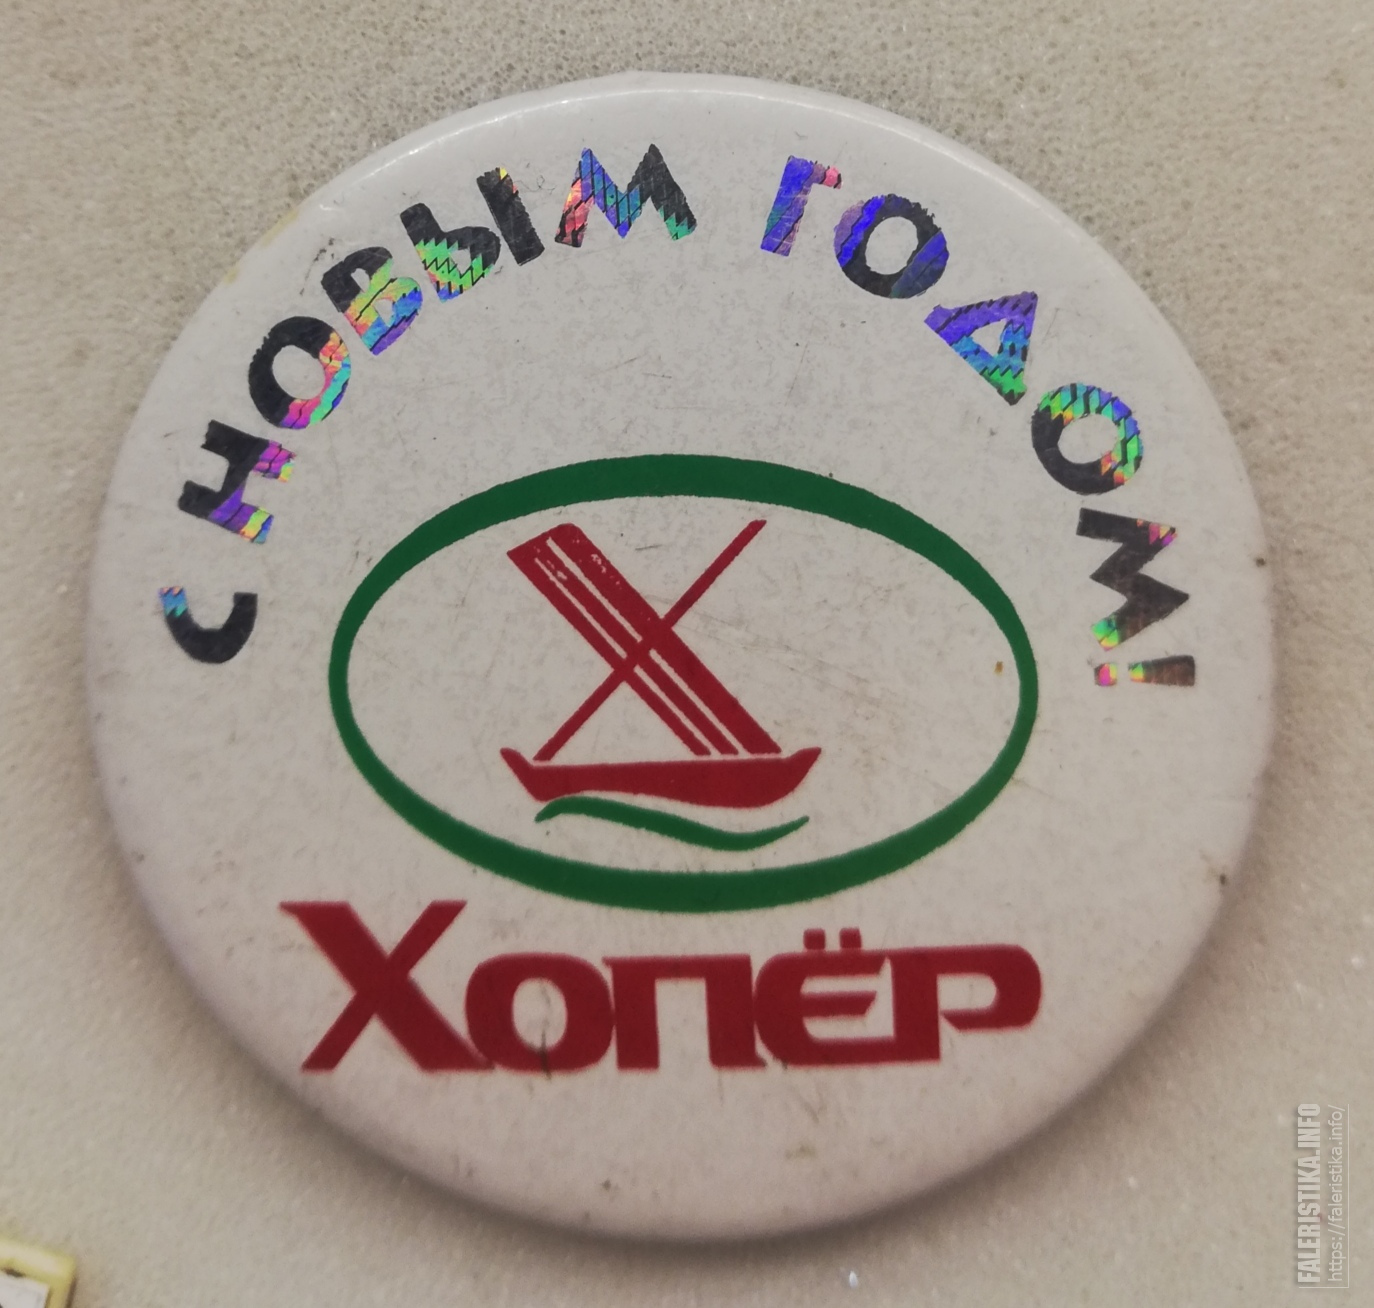 С НОВЫМ ГОДОМ!
ХОПЁР
FALERISTIKA.INFO
https://faleristika.info/